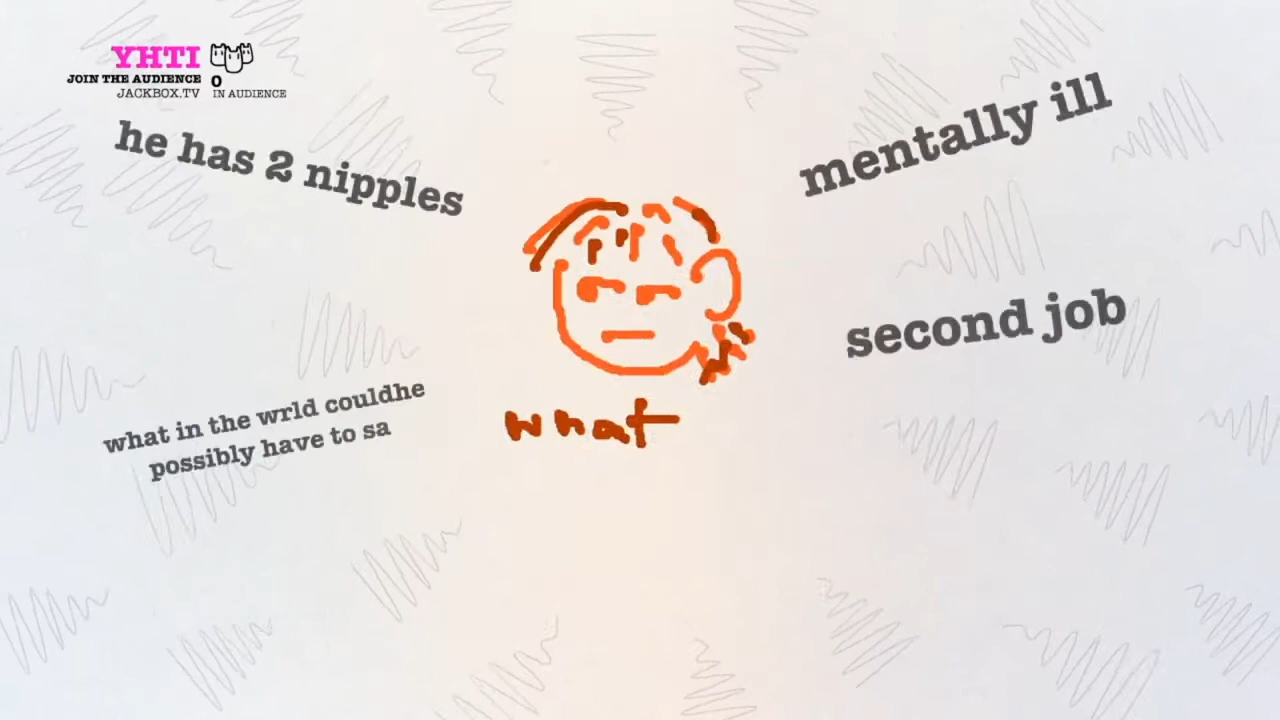 YHTI
JOIN THE AUDIENCE
JACKBOX.TV
0
IN AUDIENCE
he has 2 nipples
mentally ill
second job
what in the wrld couldhe
possibly have to sa
what